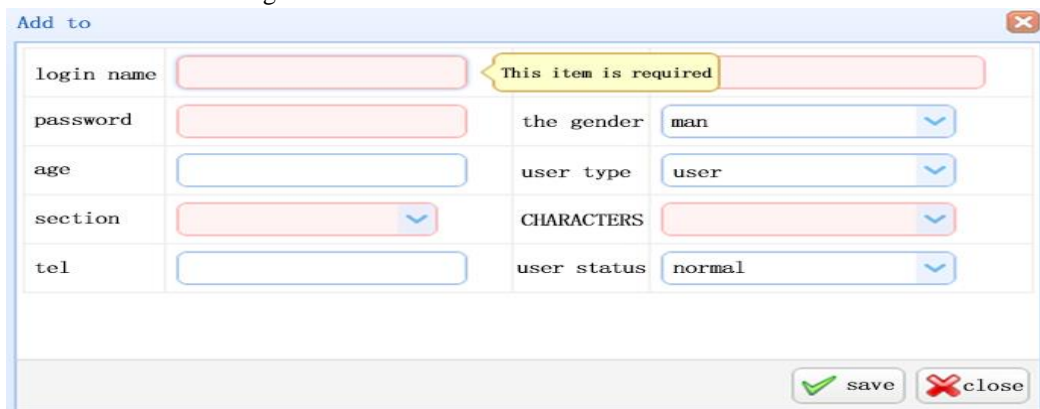 Add to
login name This item is required
password the gender man
age user type user
section CHARACTERS
tel user status normal
save close